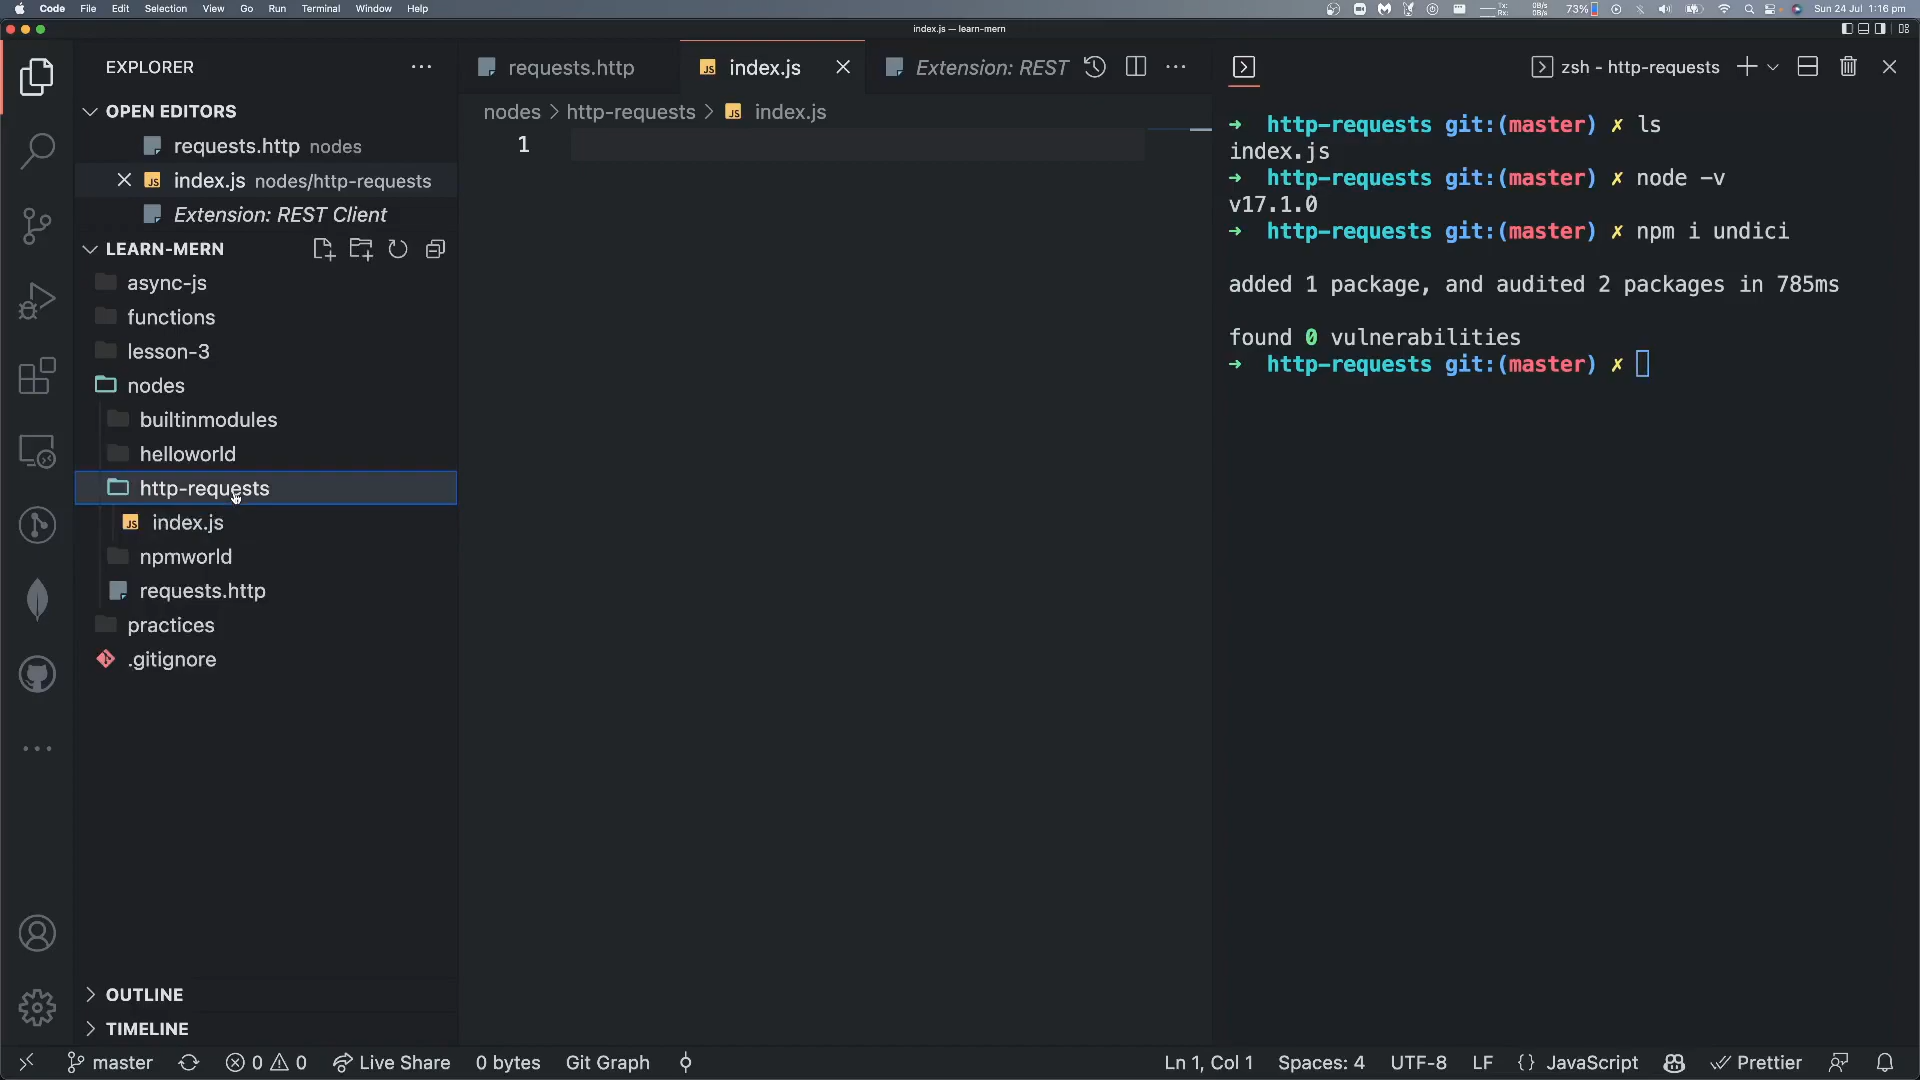 Code File Edit Selection View Go Run Terminal Window Help
73% Sun 24 Jul 1:16 pm
index.js — learn-mern
EXPLORER
OPEN EDITORS
requests.http nodes
index.js nodes/http-requests
Extension: REST Client
LEARN-MERN
async-js
functions
lesson-3
nodes
builtinmodules
helloworld
http-requests
index.js
npmworld
requests.http
practices
.gitignore
OUTLINE
TIMELINE
requests.http
index.js
Extension: REST
nodes > http-requests > index.js
1
zsh - http-requests
➜ http-requests git:(master) ✗ ls
index.js
➜ http-requests git:(master) ✗ node -v
v17.1.0
➜ http-requests git:(master) ✗ npm i undici
added 1 package, and audited 2 packages in 785ms
found 0 vulnerabilities
➜ http-requests git:(master) ✗
master 0 0 Live Share 0 bytes Git Graph Ln 1, Col 1 Spaces: 4 UTF-8 LF {} JavaScript Prettier